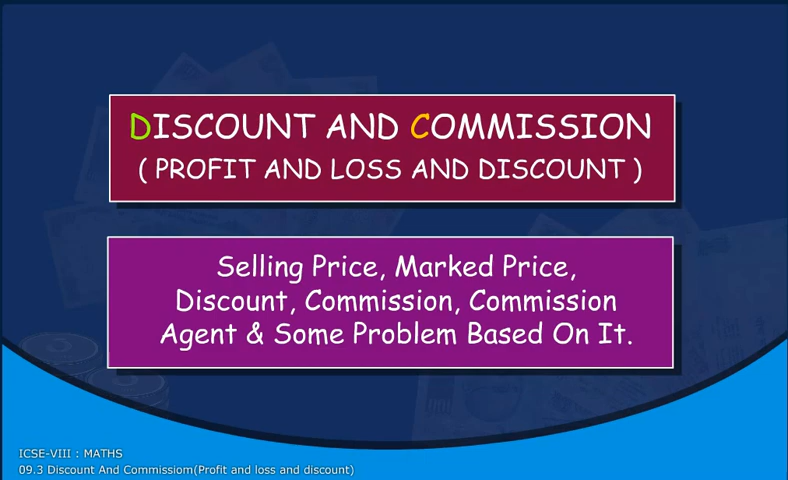 DISCOUNT AND COMMISSION
( PROFIT AND LOSS AND DISCOUNT )
Selling Price, Marked Price,
Discount, Commission, Commission
Agent & Some Problem Based On It.
ICSE-VIII : MATHS
09.3 Discount And Commissiom(Profit and loss and discount)